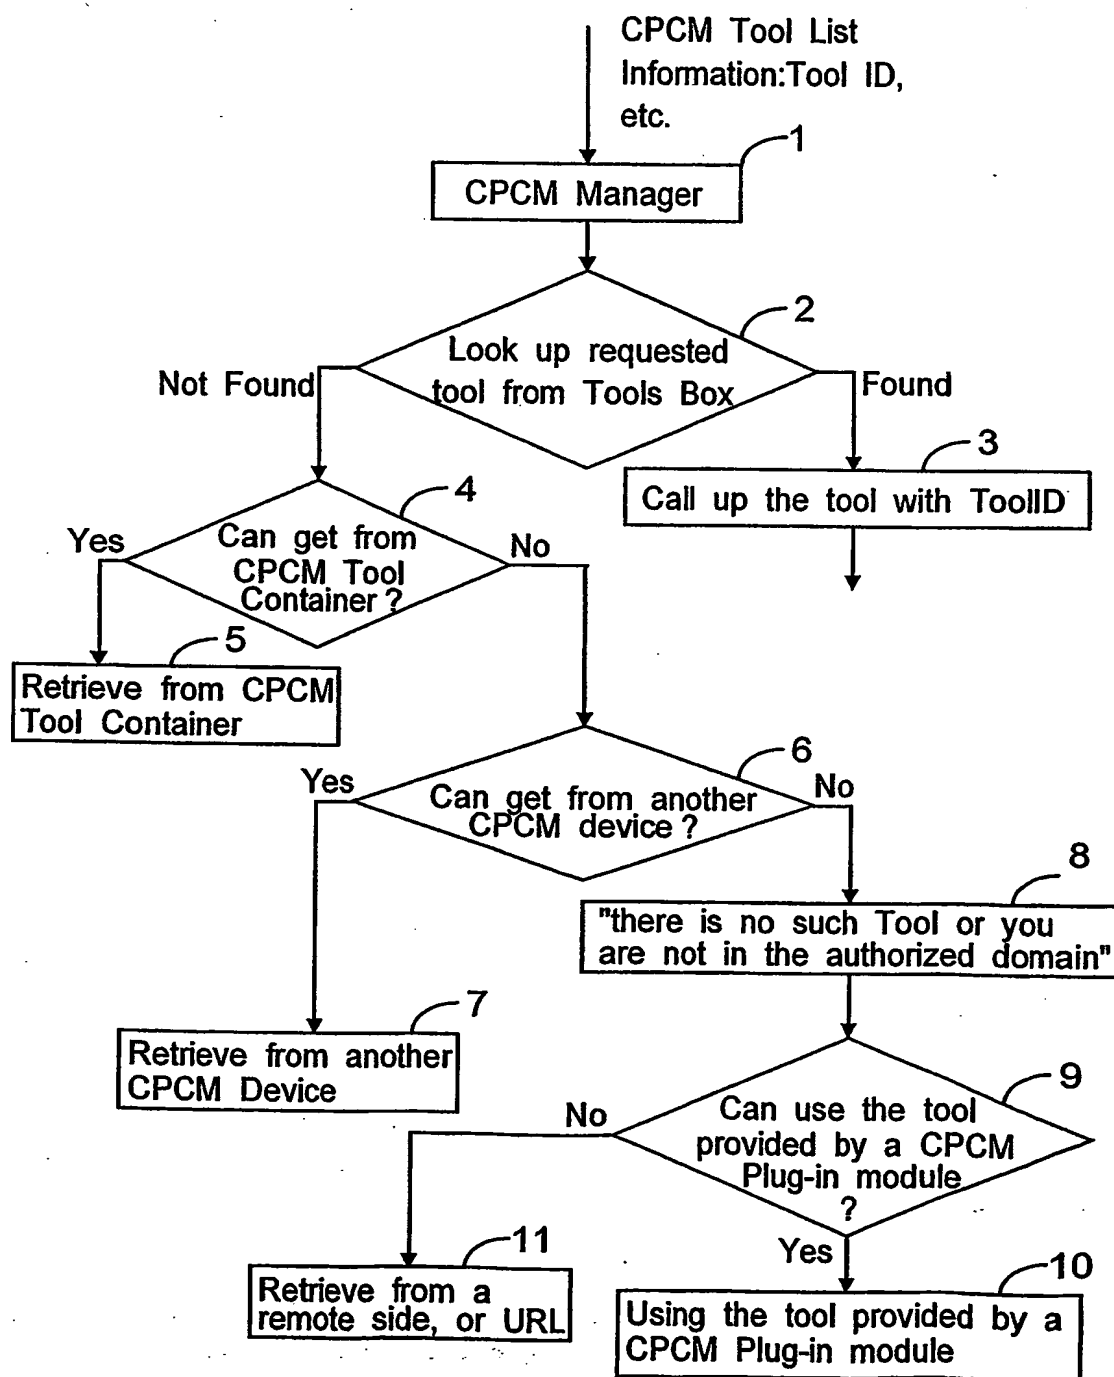 CPCM Tool List
Information:Tool ID,
etc.
1
CPCM Manager
2
Look up requested
tool from Tools Box
Not Found
Found
3
Call up the tool with ToolID
4
Can get from
CPCM Tool
Container?
Yes
No
5
Retrieve from CPCM
Tool Container
6
Can get from another
CPCM device?
Yes
No
8
"there is no such Tool or you
are not in the authorized domain"
7
Retrieve from another
CPCM Device
9
Can use the tool
provided by a CPCM
Plug-in module
?
No
Yes
11
Retrieve from a
remote side, or URL
10
Using the tool provided by a
CPCM Plug-in module